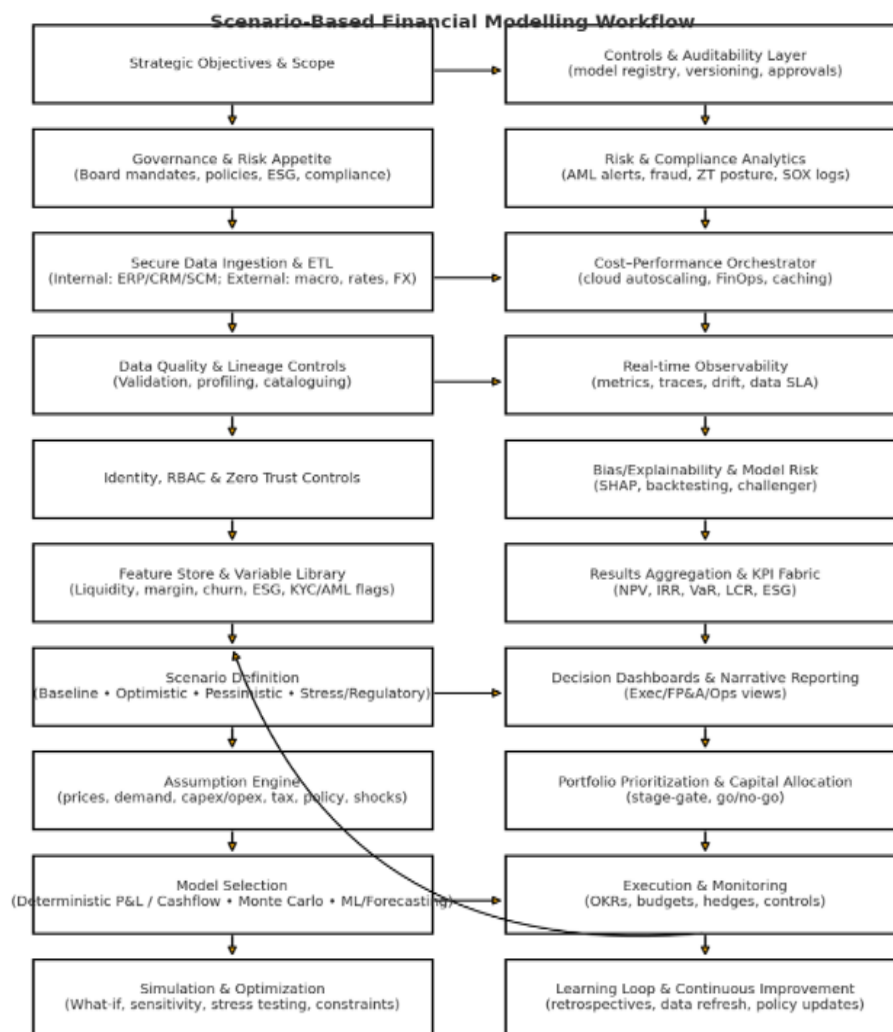 Scenario-Based Financial Modelling Workflow
Strategic Objectives & Scope
Governance & Risk Appetite
(Board mandates, policies, ESG, compliance)
Secure Data Ingestion & ETL
(Internal: ERP/CRM/SCM; External: macro, rates, FX)
Data Quality & Lineage Controls
(Validation, profiling, cataloguing)
Identity, RBAC & Zero Trust Controls
Feature Store & Variable Library
(Liquidity, margin, churn, ESG, KYC/AML flags)
Scenario Definition
(Baseline • Optimistic • Pessimistic • Stress/Regulatory)
Assumption Engine
(prices, demand, capex/opex, tax, policy, shocks)
Model Selection
(Deterministic P&L / Cashflow • Monte Carlo • ML/Forecasting)
Simulation & Optimization
(What-if, sensitivity, stress testing, constraints)
Controls & Auditability Layer
(model registry, versioning, approvals)
Risk & Compliance Analytics
(AML alerts, fraud, ZT posture, SOX logs)
Cost–Performance Orchestrator
(cloud autoscaling, FinOps, caching)
Real-time Observability
(metrics, traces, drift, data SLA)
Bias/Explainability & Model Risk
(SHAP, backtesting, challenger)
Results Aggregation & KPI Fabric
(NPV, IRR, VaR, LCR, ESG)
Decision Dashboards & Narrative Reporting
(Exec/FP&A/Ops views)
Portfolio Prioritization & Capital Allocation
(stage-gate, go/no-go)
Execution & Monitoring
(OKRs, budgets, hedges, controls)
Learning Loop & Continuous Improvement
(retrospectives, data refresh, policy updates)